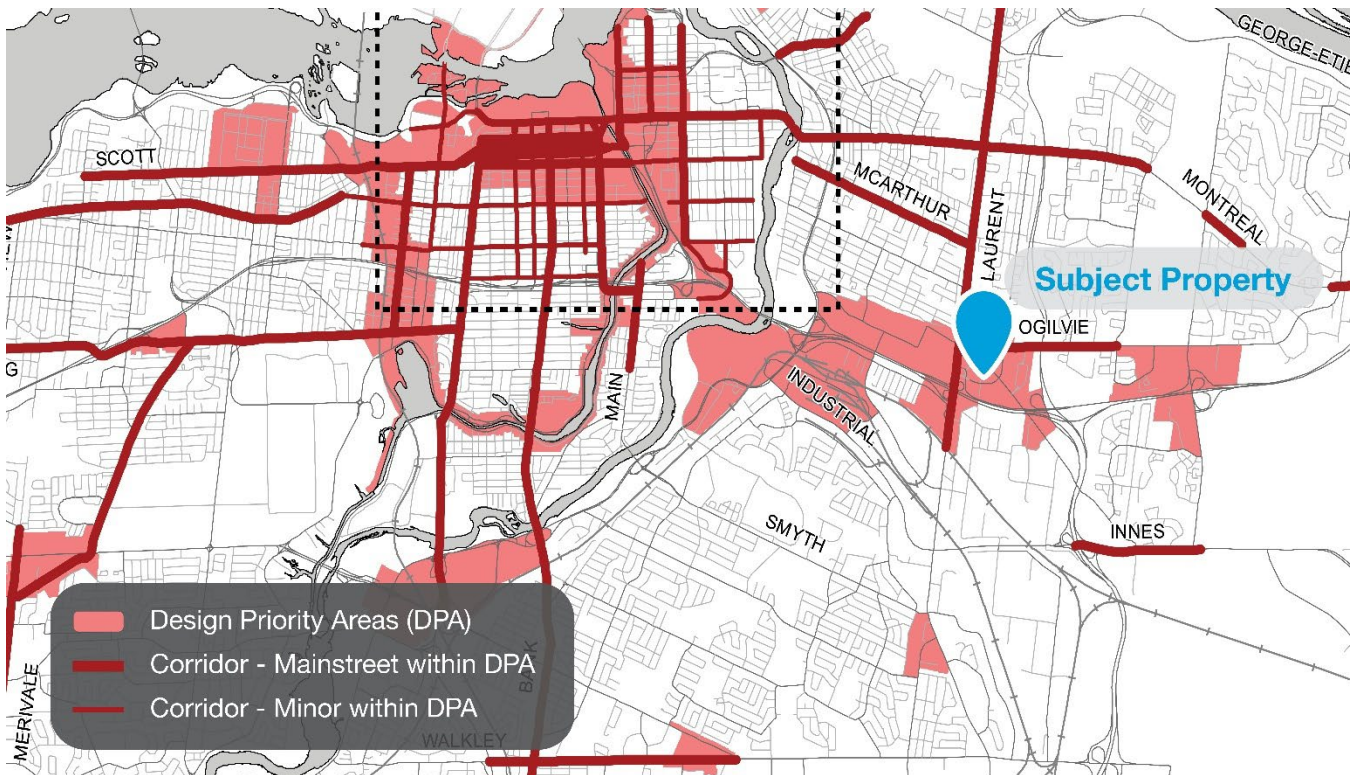 GEORGE-ETIE
SCOTT
MCARTHUR
MONTREAL
LAURENT
Subject Property
OGILVIE
G
MAIN
INDUSTRIAL
SMYTH
INNES
Design Priority Areas (DPA)
Corridor - Mainstreet within DPA
BANK
Corridor - Minor within DPA
MERIVALE
WALKLEY